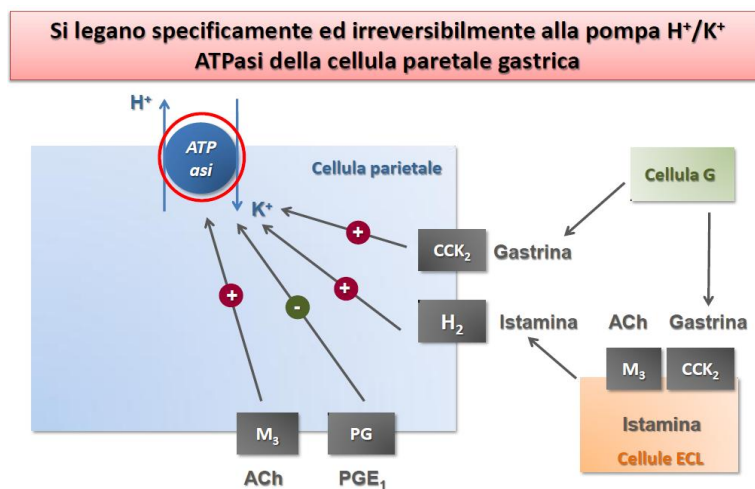 Si legano specificamente ed irreversibilmente alla pompa H⁺/K⁺
ATPasi della cellula paretale gastrica
H⁺
ATP
asi
Cellula parietale
K⁺
Cellula G
+
CCK₂
Gastrina
+
-
+
H₂
Istamina
ACh
Gastrina
M₃
CCK₂
Istamina
Cellule ECL
M₃
PG
ACh
PGE₁